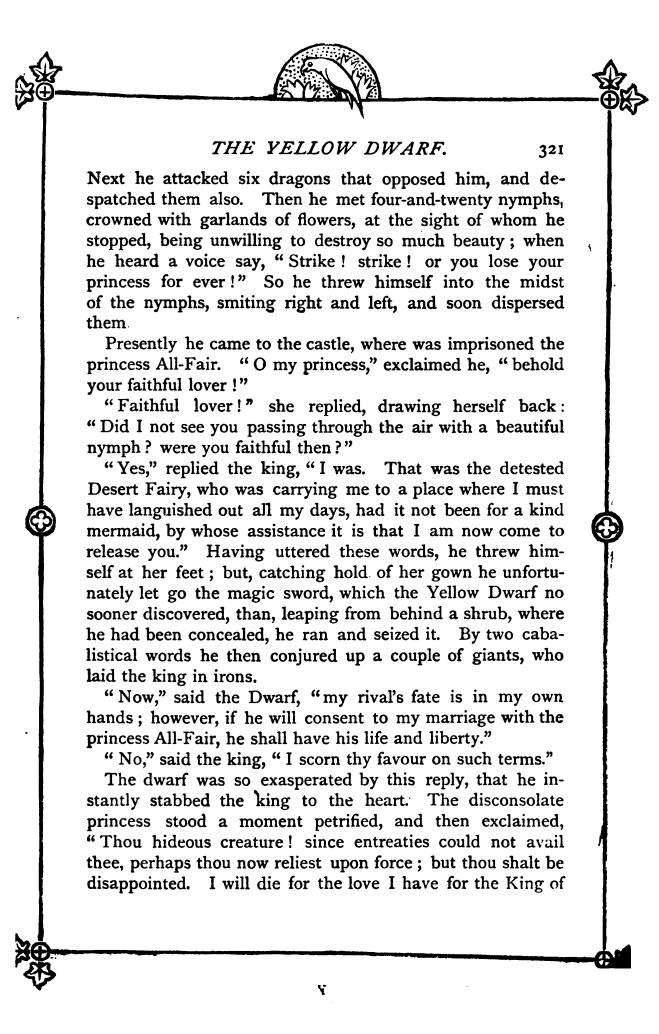 THE YELLOW DWARF. 321
Next he attacked six dragons that opposed him, and de-
spatched them also. Then he met four-and-twenty nymphs,
crowned with garlands of flowers, at the sight of whom he
stopped, being unwilling to destroy so much beauty; when
he heard a voice say, "Strike! strike! or you lose your
princess for ever!" So he threw himself into the midst
of the nymphs, smiting right and left, and soon dispersed
them.
Presently he came to the castle, where was imprisoned the
princess All-Fair. "O my princess," exclaimed he, "behold
your faithful lover!"
"Faithful lover!" she replied, drawing herself back:
"Did I not see you passing through the air with a beautiful
nymph? were you faithful then?"
"Yes," replied the king, "I was. That was the detested
Desert Fairy, who was carrying me to a place where I must
have languished out all my days, had it not been for a kind
mermaid, by whose assistance it is that I am now come to
release you." Having uttered these words, he threw him-
self at her feet; but, catching hold of her gown he unfortu-
nately let go the magic sword, which the Yellow Dwarf no
sooner discovered, than, leaping from behind a shrub, where
he had been concealed, he ran and seized it. By two caba-
listical words he then conjured up a couple of giants, who
laid the king in irons.
"Now," said the Dwarf, "my rival's fate is in my own
hands; however, if he will consent to my marriage with the
princess All-Fair, he shall have his life and liberty."
"No," said the king, "I scorn thy favour on such terms."
The dwarf was so exasperated by this reply, that he in-
stantly stabbed the king to the heart. The disconsolate
princess stood a moment petrified, and then exclaimed,
"Thou hideous creature! since entreaties could not avail
thee, perhaps thou now reliest upon force; but thou shalt be
disappointed. I will die for the love I have for the King of
Y